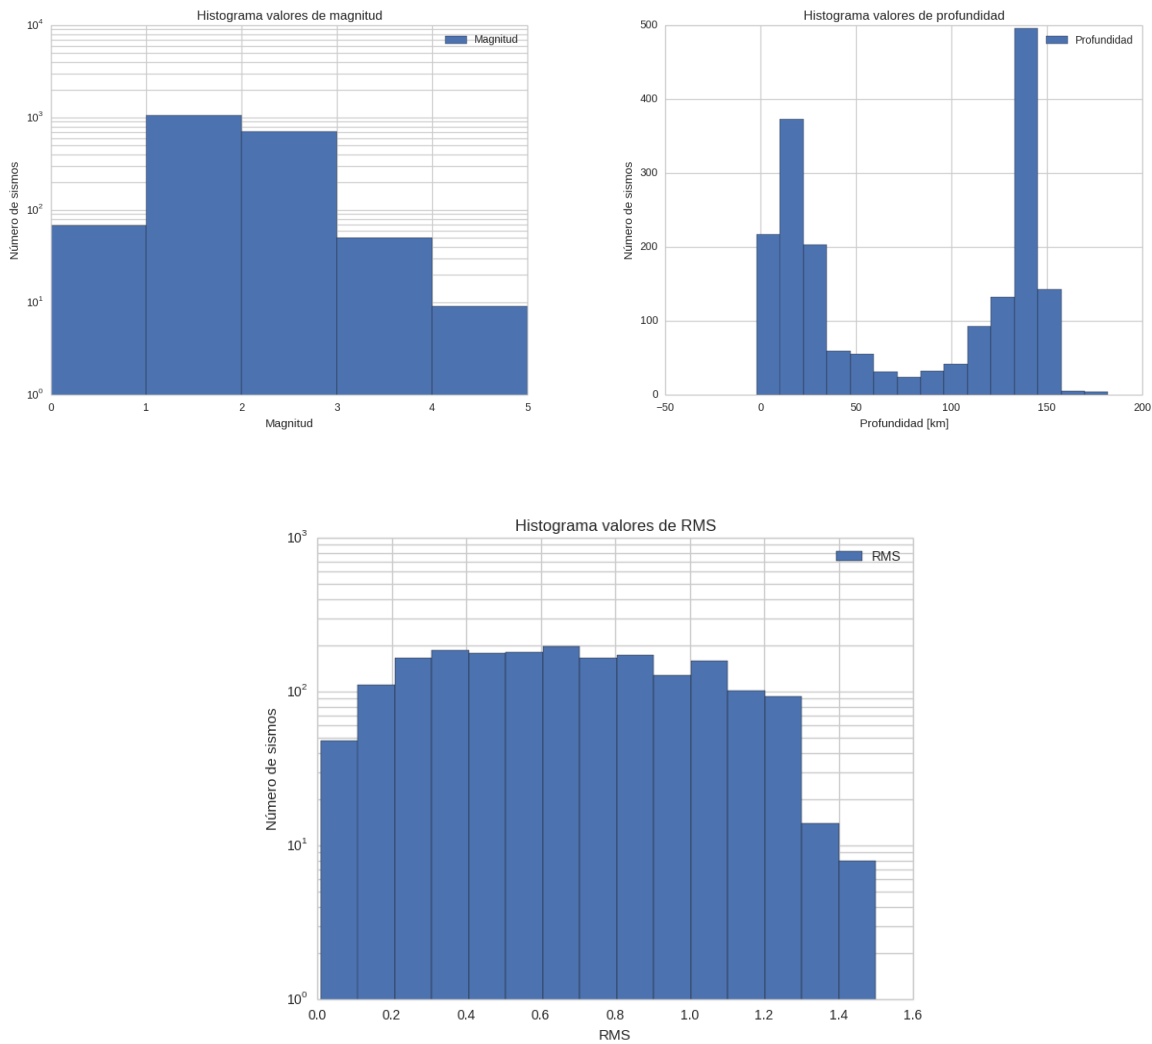 Histograma valores de magnitud
Magnitud
10^4
10^3
10^2
10^1
10^0
Número de sismos
0 1 2 3 4 5
Magnitud
Histograma valores de profundidad
Profundidad
500
400
300
200
100
0
Número de sismos
−50 0 50 100 150 200
Profundidad [km]
Histograma valores de RMS
RMS
10^3
10^2
10^1
10^0
Número de sismos
0.0 0.2 0.4 0.6 0.8 1.0 1.2 1.4 1.6
RMS